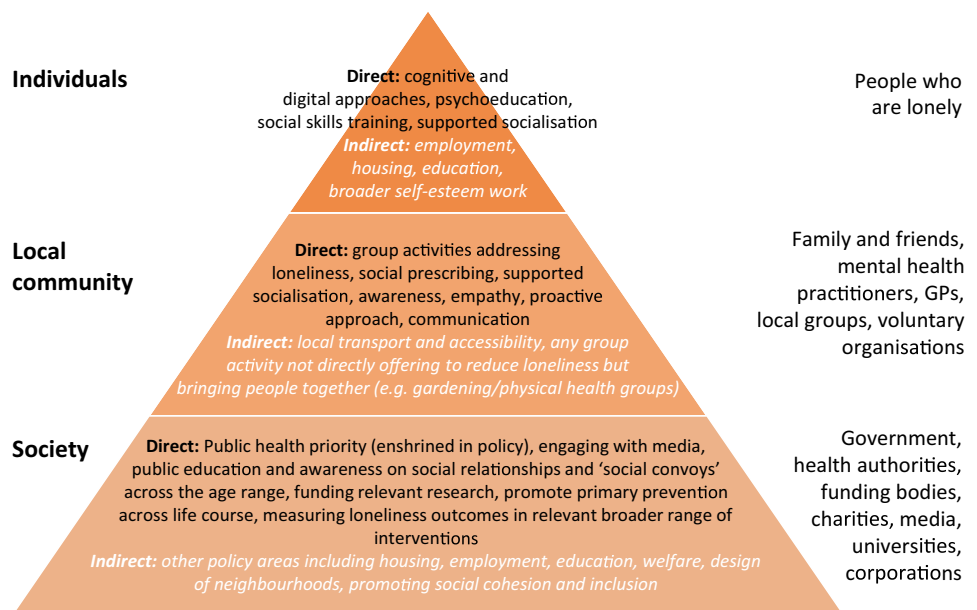 Individuals
Direct: cognitive and
digital approaches, psychoeducation,
social skills training, supported socialisation
Indirect: employment,
housing, education,
broader self-esteem work
People who
are lonely
Local
community
Direct: group activities addressing
loneliness, social prescribing, supported
socialisation, awareness, empathy, proactive
approach, communication
Indirect: local transport and accessibility, any group
activity not directly offering to reduce loneliness but
bringing people together (e.g. gardening/physical health groups)
Family and friends,
mental health
practitioners, GPs,
local groups, voluntary
organisations
Society
Direct: Public health priority (enshrined in policy), engaging with media,
public education and awareness on social relationships and ‘social convoys’
across the age range, funding relevant research, promote primary prevention
across life course, measuring loneliness outcomes in relevant broader range of
interventions
Indirect: other policy areas including housing, employment, education, welfare, design
of neighbourhoods, promoting social cohesion and inclusion
Government,
health authorities,
funding bodies,
charities, media,
universities,
corporations